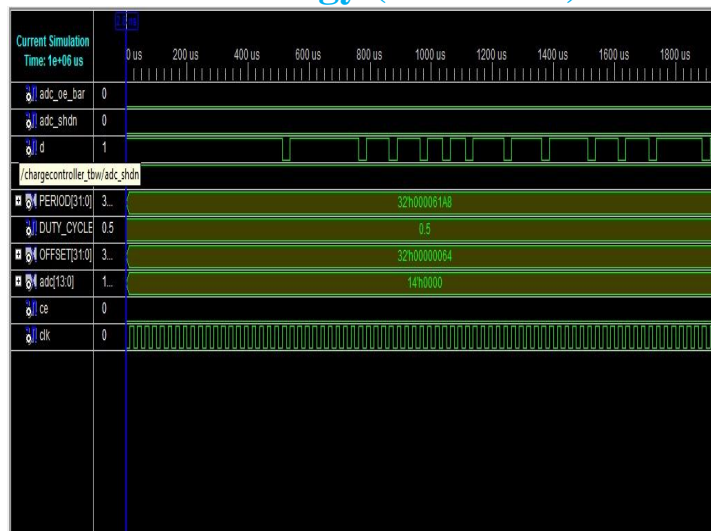 Current Simulation
Time: 1e+06 us
0 us 200 us 400 us 600 us 800 us 1000 us 1200 us 1400 us 1600 us 1800 us
adc_oe_bar 0
adc_shdn 0
d 1
/chargecontroller_tbw/adc_shdn
PERIOD[31:0] 3... 32'h000061A8
DUTY_CYCLE 0.5 0.5
OFFSET[31:0] 3... 32'h00000064
adc[13:0] 1... 14'h0000
ce 0
clk 0